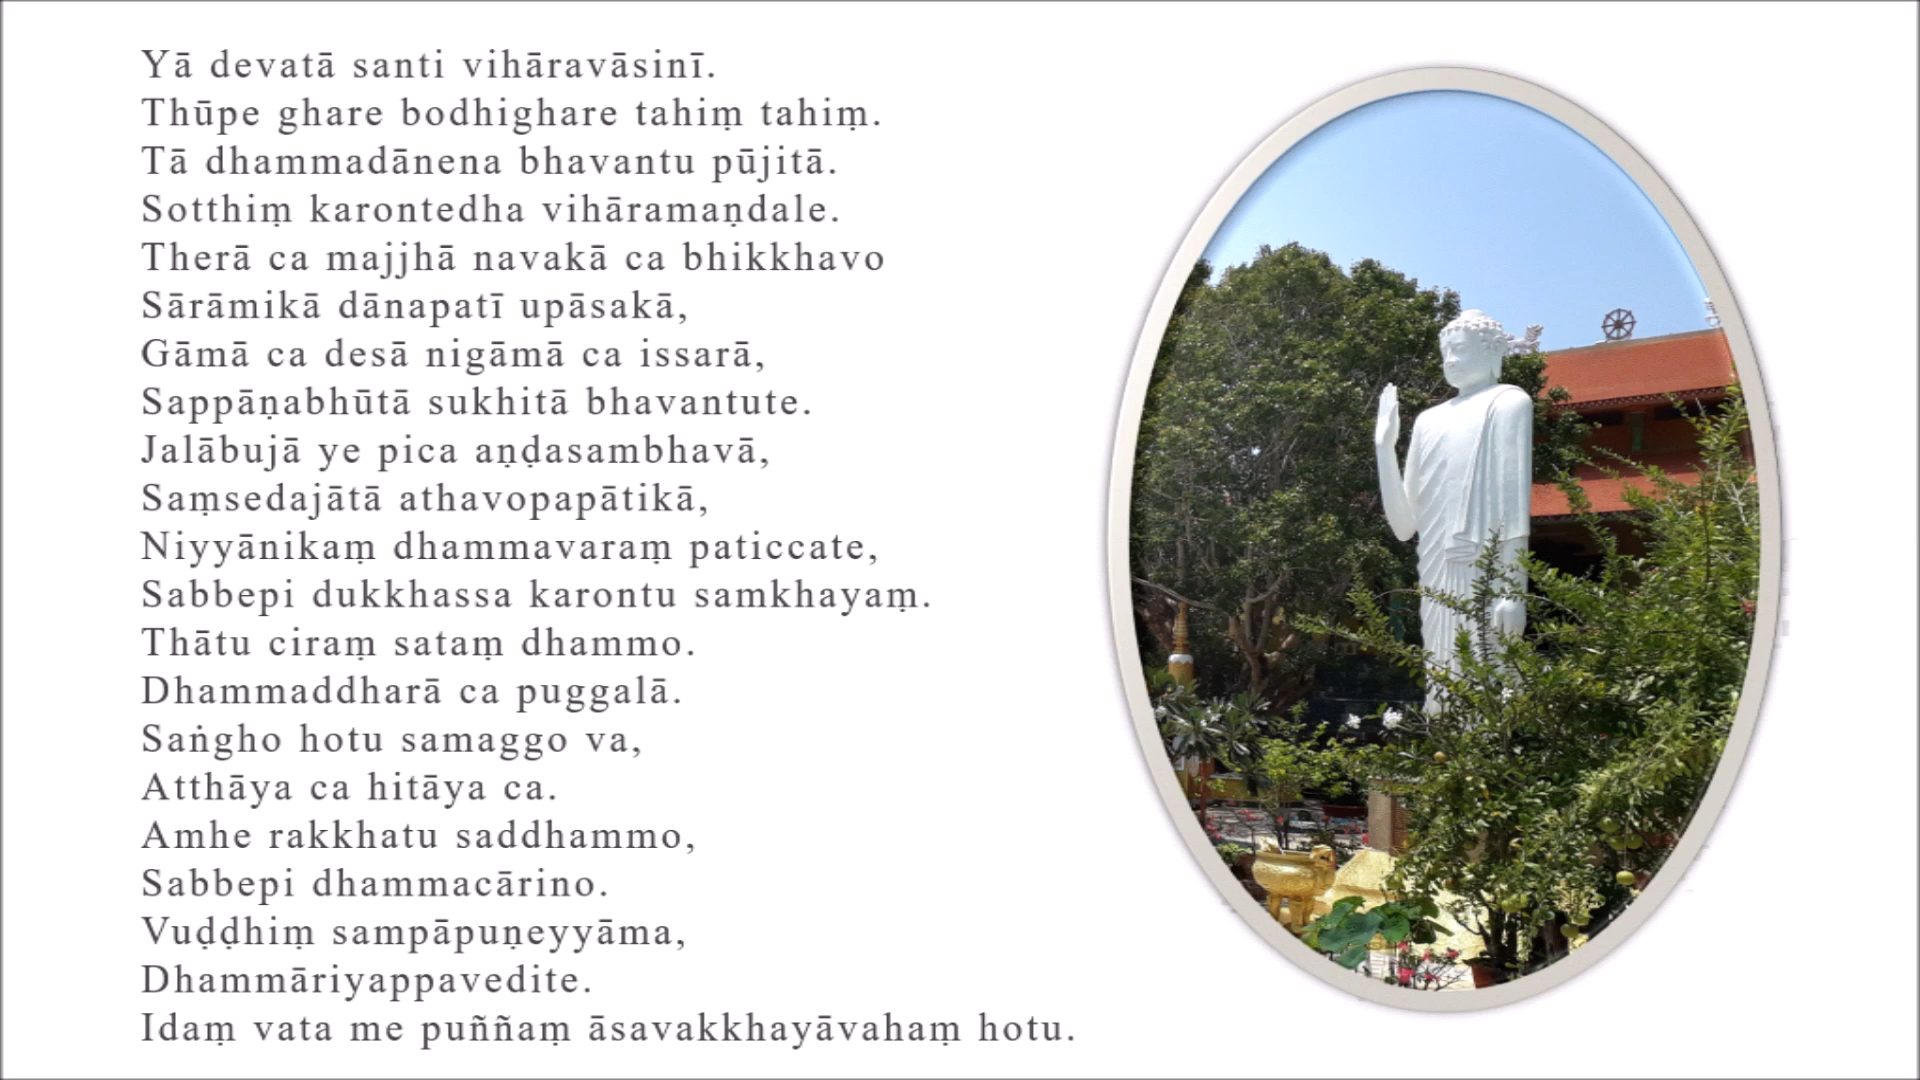 Yā devatā santi vihāravāsinī.
Thūpe ghare bodhighare tahiṃ tahiṃ.
Tā dhammadānena bhavantu pūjitā.
Sotthiṃ karontedha vihāramaṇdale.
Therā ca majjhā navakā ca bhikkhavo
Sārāmikā dānapatī upāsakā,
Gāmā ca desā nigāmā ca issarā,
Sappāṇabhūtā sukhitā bhavantute.
Jalābujā ye pica aṇḍasambhavā,
Saṃsedajātā athavopapātikā,
Niyyānikaṃ dhammavaraṃ paticcate,
Sabbepi dukkhassa karontu samkhayaṃ.
Thātu ciraṃ sataṃ dhammo.
Dhammaddharā ca puggalā.
Saṅgho hotu samaggo va,
Atthāya ca hitāya ca.
Amhe rakkhatu saddhammo,
Sabbepi dhammacārino.
Vuḍḍhiṃ sampāpuṇeyyāma,
Dhammāriyappavedite.
Idaṃ vata me puññaṃ āsavakkhayāvahaṃ hotu.